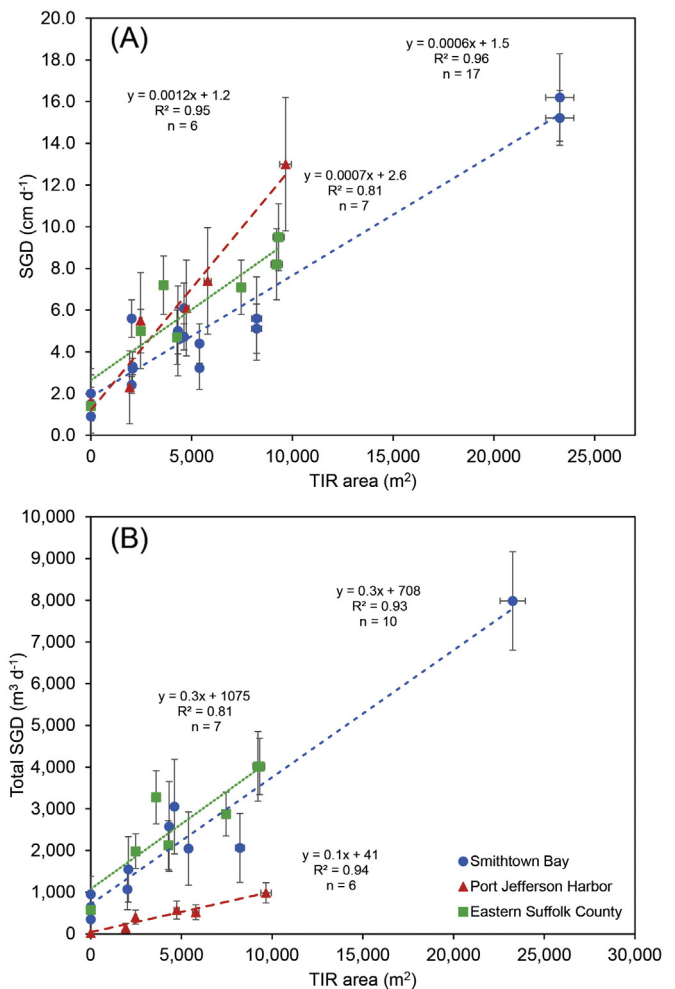 (A)
y = 0.0006x + 1.5
R² = 0.96
n = 17
y = 0.0012x + 1.2
R² = 0.95
n = 6
y = 0.0007x + 2.6
R² = 0.81
n = 7
SGD (cm d⁻¹)
20.0
18.0
16.0
14.0
12.0
10.0
8.0
6.0
4.0
2.0
0.0
0 5,000 10,000 15,000 20,000 25,000
TIR area (m²)
(B)
y = 0.3x + 708
R² = 0.93
n = 10
y = 0.3x + 1075
R² = 0.81
n = 7
y = 0.1x + 41
R² = 0.94
n = 6
Smithtown Bay
Port Jefferson Harbor
Eastern Suffolk County
Total SGD (m³ d⁻¹)
10,000
9,000
8,000
7,000
6,000
5,000
4,000
3,000
2,000
1,000
0
0 5,000 10,000 15,000 20,000 25,000 30,000
TIR area (m²)